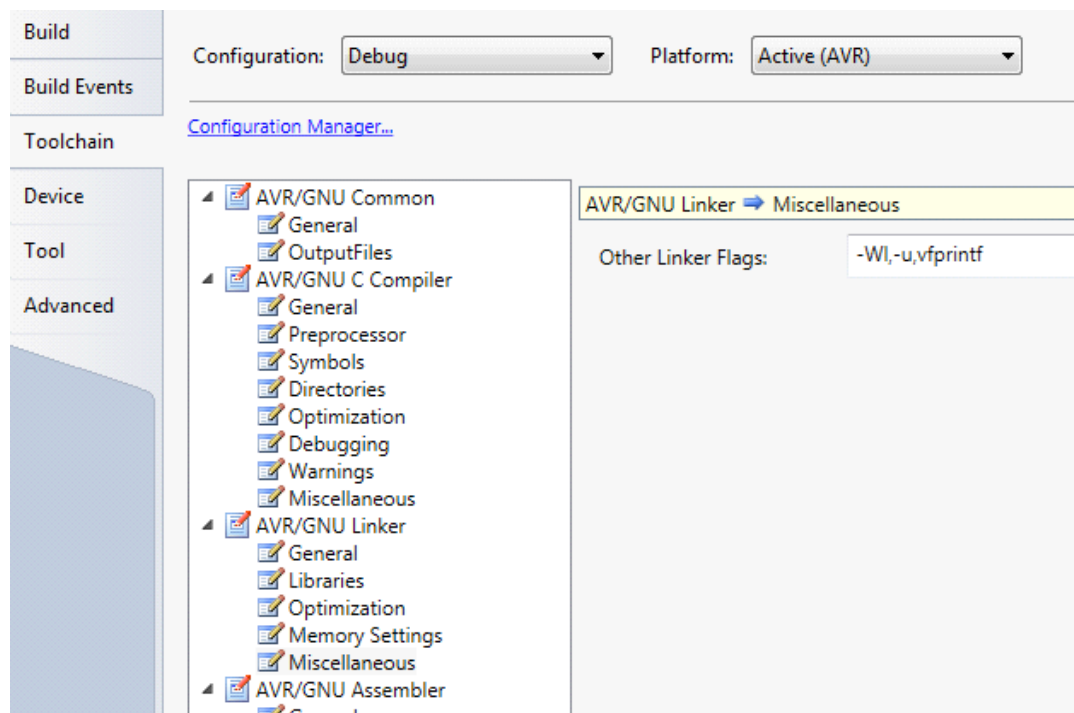 Build
Build Events
Toolchain
Device
Tool
Advanced
Configuration: Debug Platform: Active (AVR)
Configuration Manager...
AVR/GNU Common
General
OutputFiles
AVR/GNU C Compiler
General
Preprocessor
Symbols
Directories
Optimization
Debugging
Warnings
Miscellaneous
AVR/GNU Linker
General
Libraries
Optimization
Memory Settings
Miscellaneous
AVR/GNU Assembler
AVR/GNU Linker ➡ Miscellaneous
Other Linker Flags: -Wl,-u,vfprintf